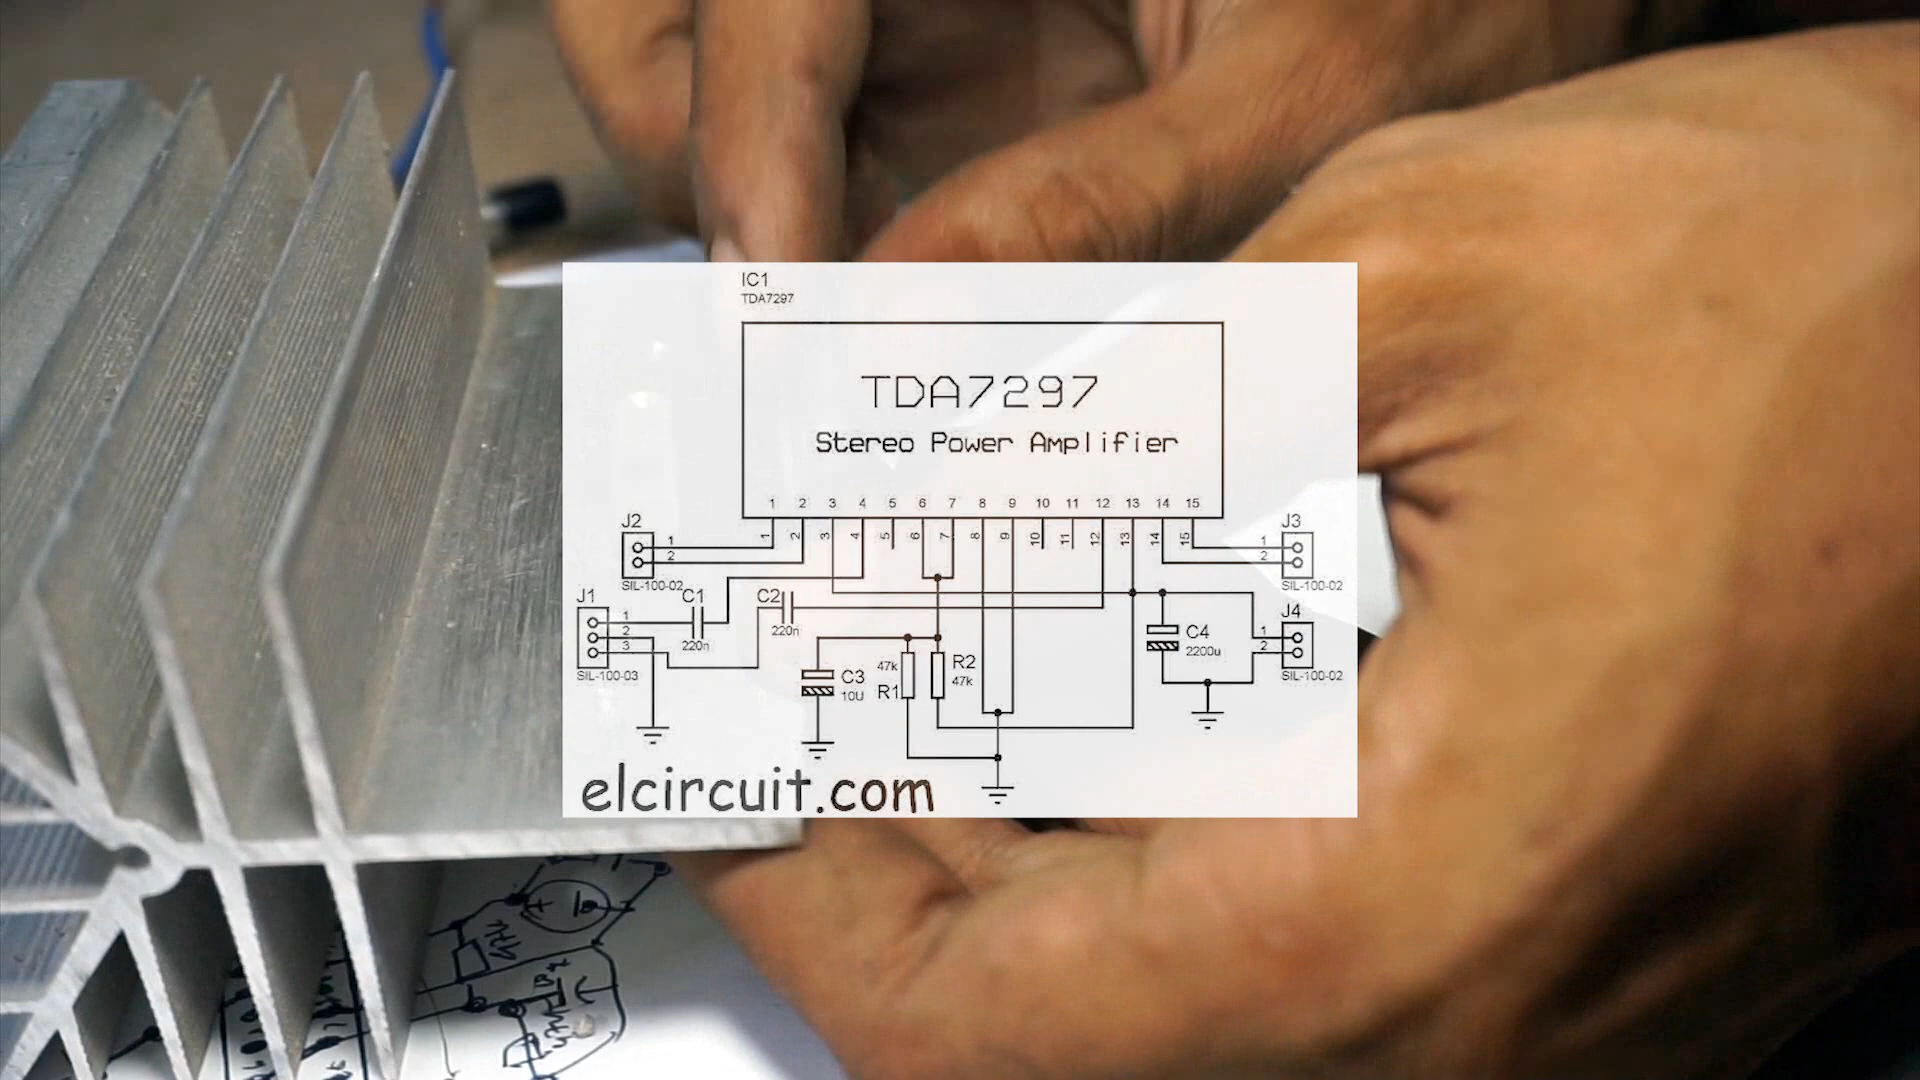 IC1
TDA7297
TDA7297
Stereo Power Amplifier
1 2 3 4 5 6 7 8 9 10 11 12 13 14 15
1 2 3 4 5 6 7 8 9 10 11 12 13 14 15
J2
1
2
SIL-100-02
J3
1
2
SIL-100-02
J1
1
2
3
SIL-100-03
C1
220n
C2
220n
J4
1
2
SIL-100-02
C4
2200u
C3
10U
47k
R1
R2
47k
elcircuit.com